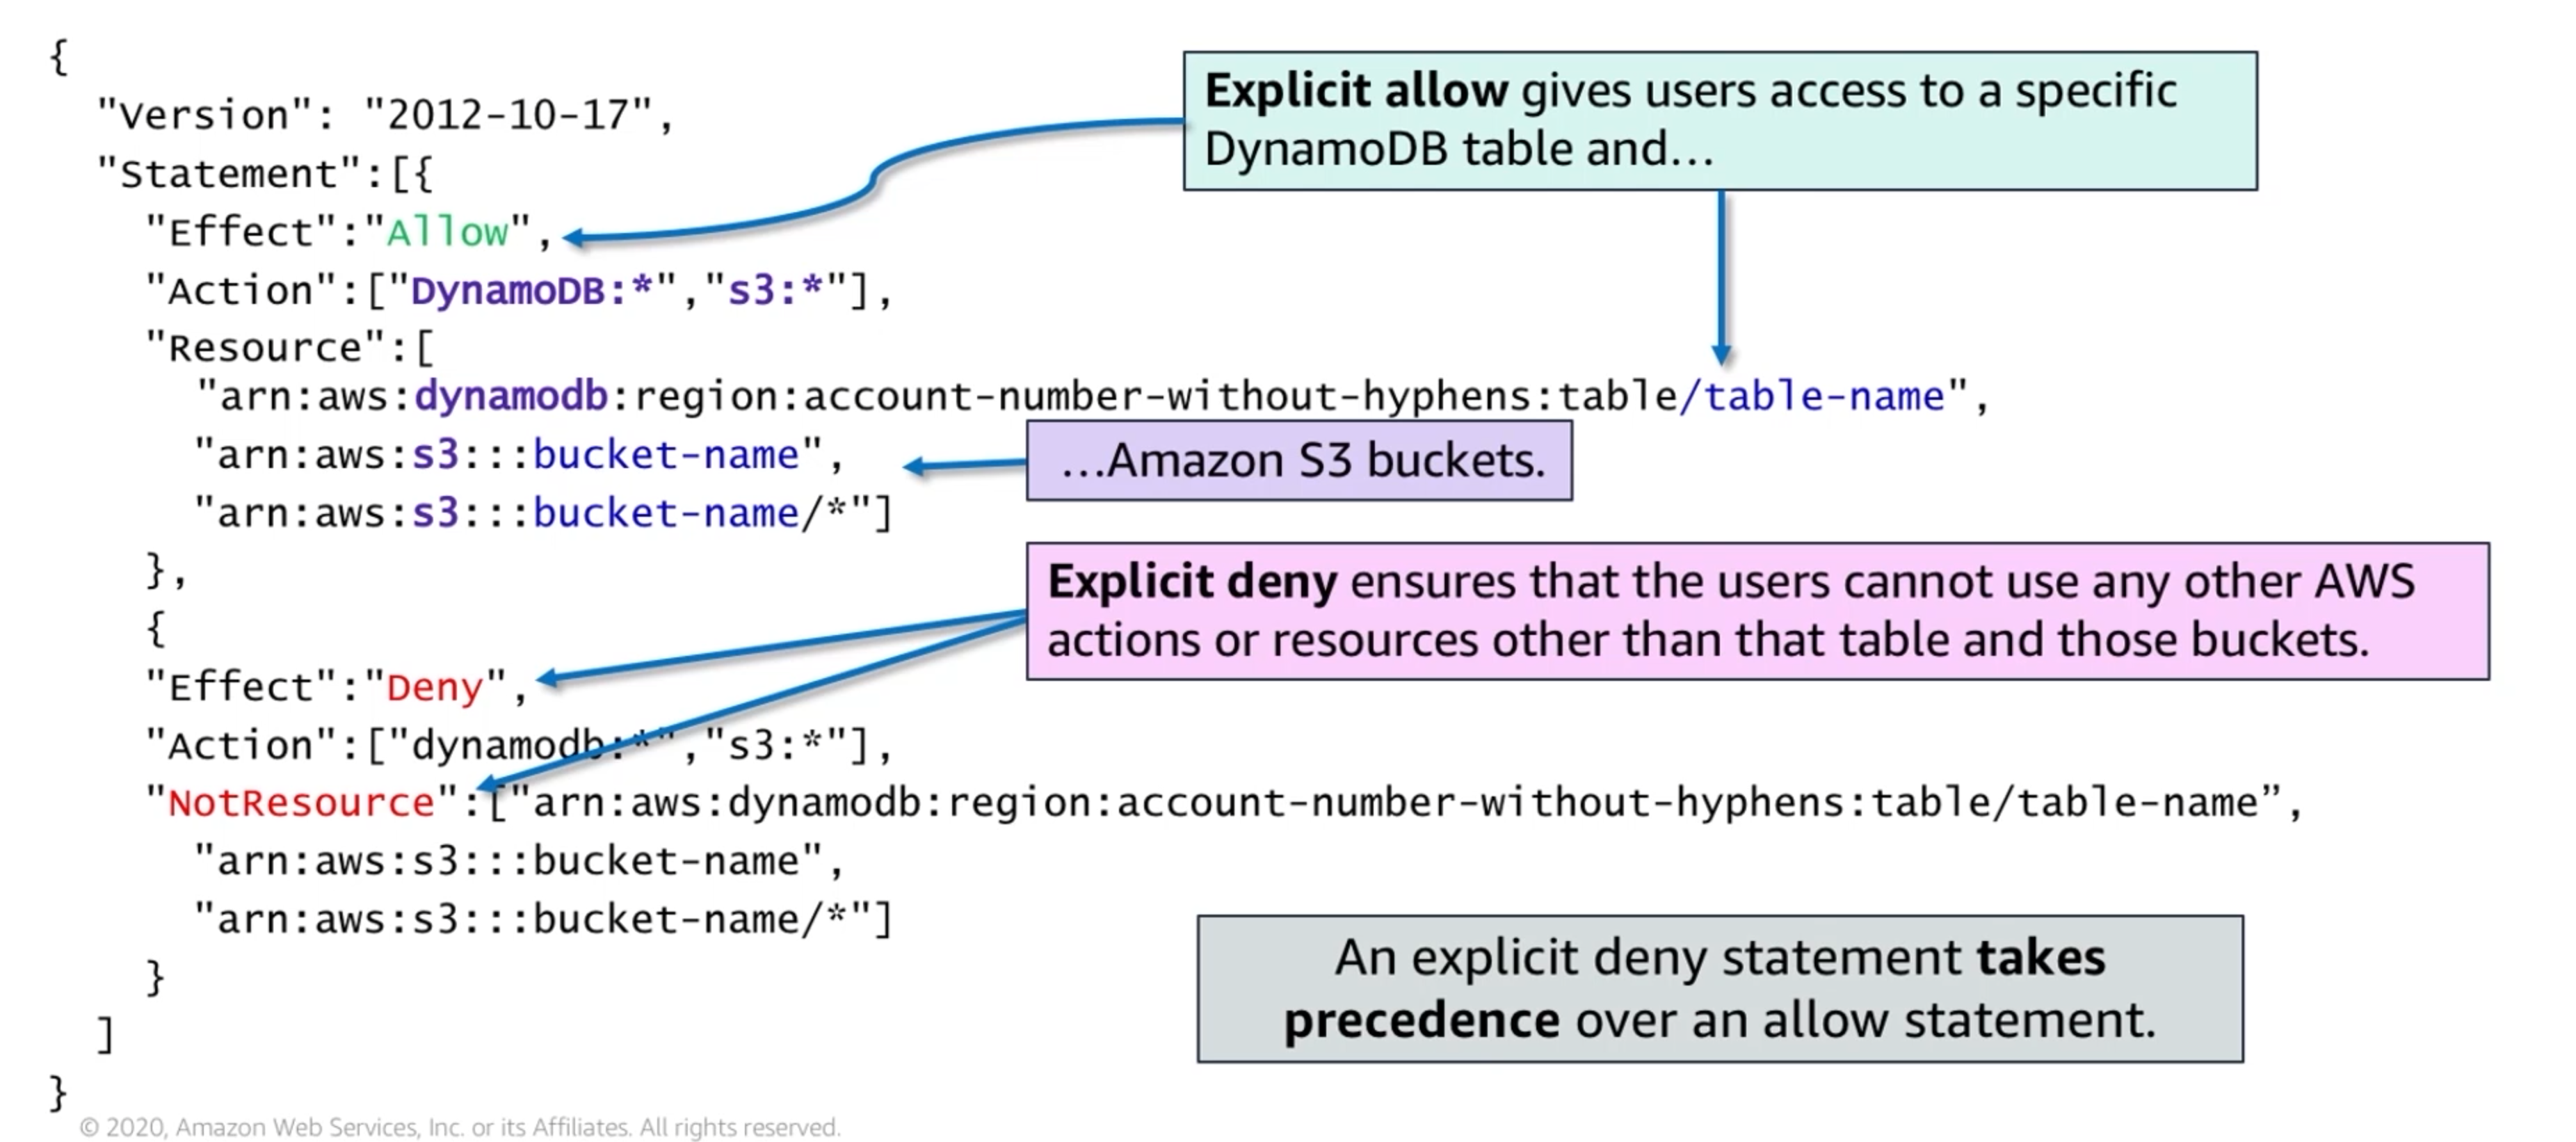 {
"Version": "2012-10-17",
"Statement":[{
"Effect":"Allow",
"Action":["DynamoDB:*","s3:*"],
"Resource":[
"arn:aws:dynamodb:region:account-number-without-hyphens:table/table-name",
"arn:aws:s3:::bucket-name",
"arn:aws:s3:::bucket-name/*"]
},
{
"Effect":"Deny",
"Action":["dynamodb:*","s3:*"],
"NotResource":["arn:aws:dynamodb:region:account-number-without-hyphens:table/table-name”,
"arn:aws:s3:::bucket-name",
"arn:aws:s3:::bucket-name/*"]
}
]
}
Explicit allow gives users access to a specific
DynamoDB table and…
…Amazon S3 buckets.
Explicit deny ensures that the users cannot use any other AWS
actions or resources other than that table and those buckets.
An explicit deny statement takes
precedence over an allow statement.
© 2020, Amazon Web Services, Inc. or its Affiliates. All rights reserved.